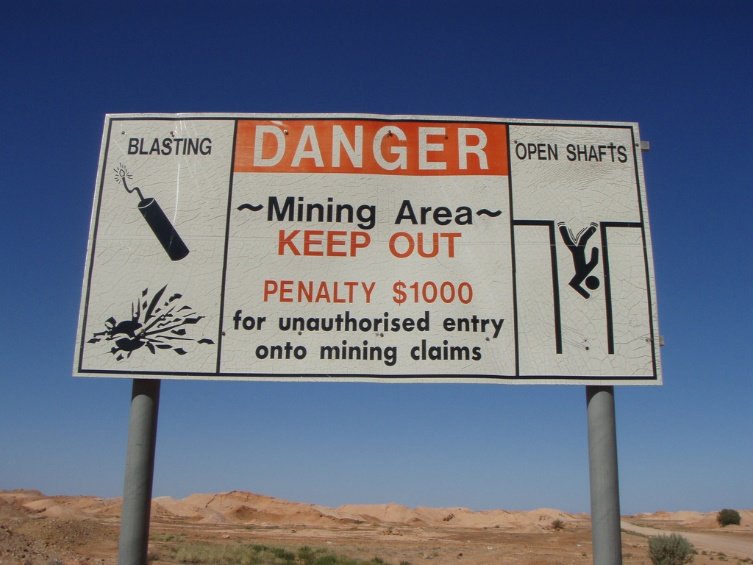 BLASTING
DANGER
~Mining Area~
KEEP OUT
PENALTY $1000
for unauthorised entry
onto mining claims
OPEN SHAFTS